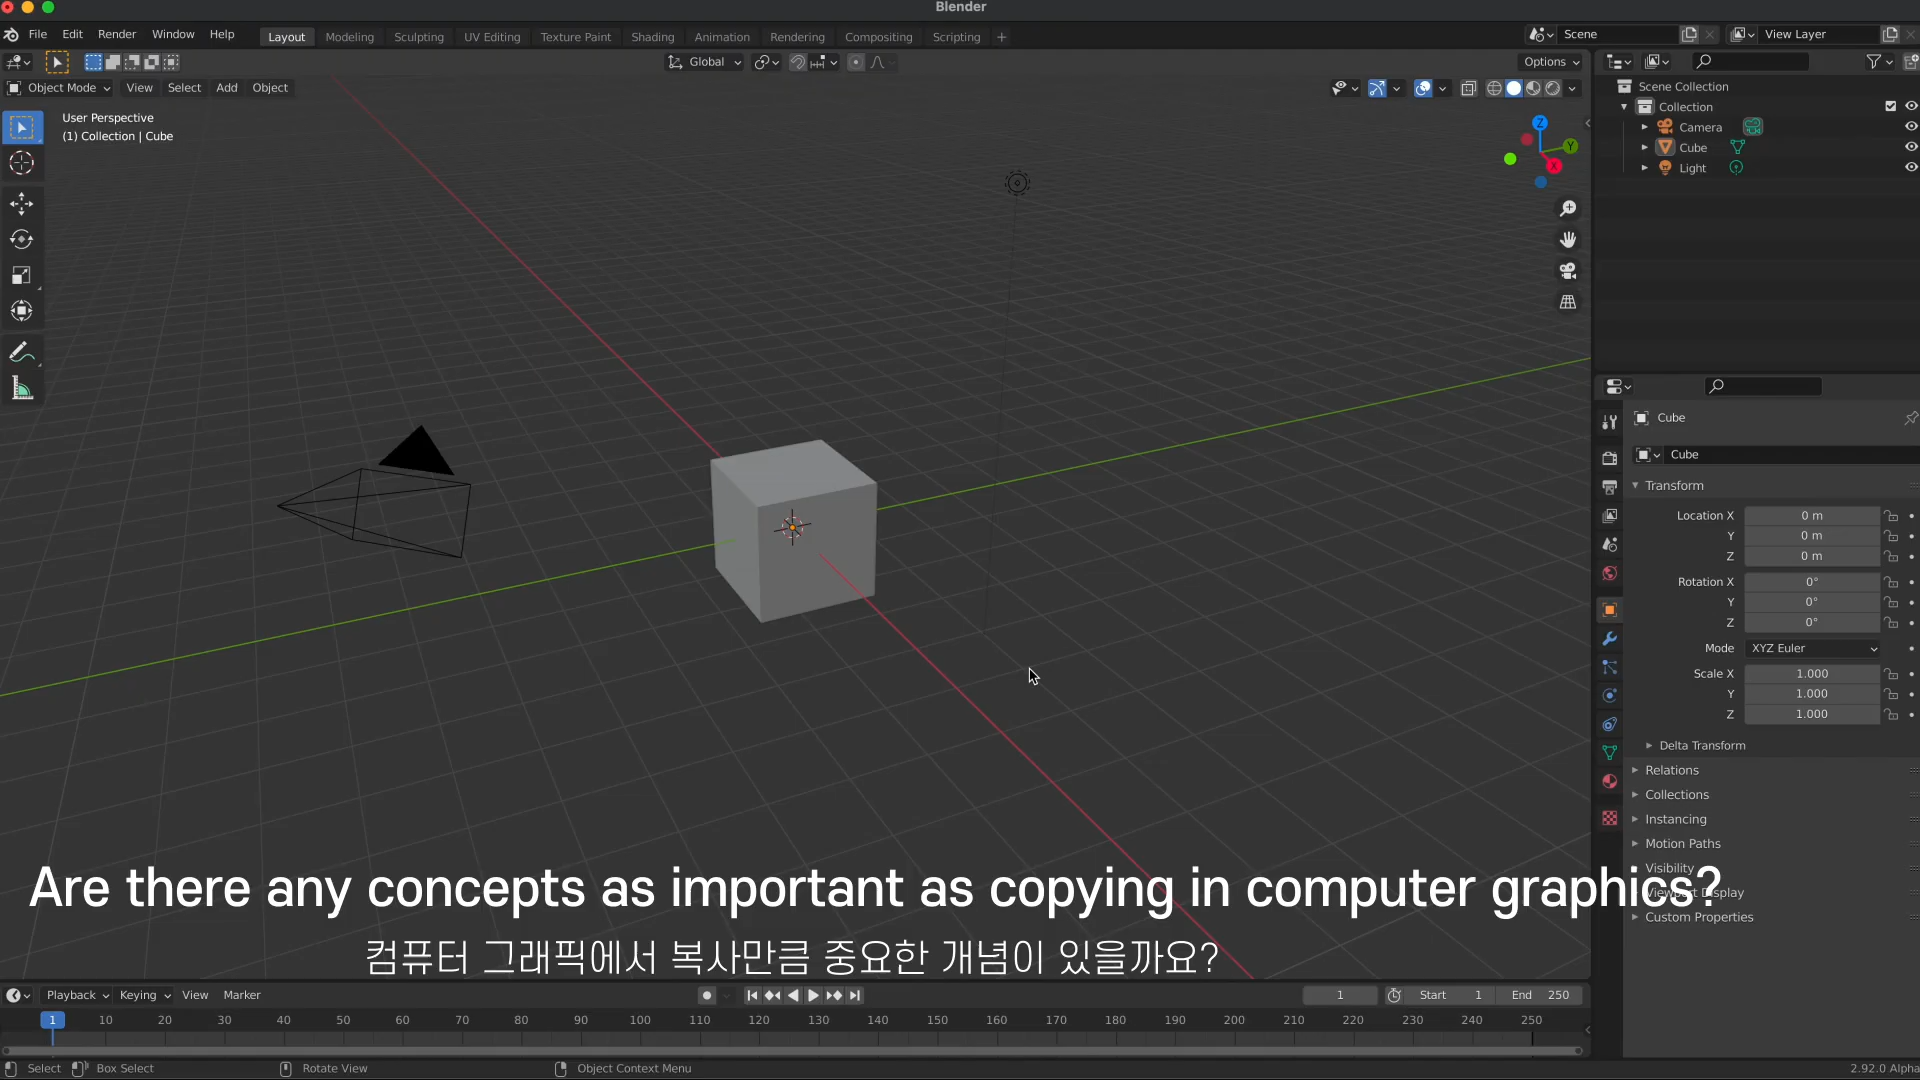 Blender
File Edit Render Window Help Layout Modeling Sculpting UV Editing Texture Paint Shading Animation Rendering Compositing Scripting + Scene View Layer
Global Options
Object Mode View Select Add Object
User Perspective
(1) Collection | Cube
Z
Y
X
Scene Collection
Collection
Camera
Cube
Light
Cube
Cube
Transform
Location X 0 m
Y 0 m
Z 0 m
Rotation X 0°
Y 0°
Z 0°
Mode XYZ Euler
Scale X 1.000
Y 1.000
Z 1.000
Delta Transform
Relations
Collections
Instancing
Motion Paths
Visibility
Viewport Display
Custom Properties
Are there any concepts as important as copying in computer graphics?
컴퓨터 그래픽에서 복사만큼 중요한 개념이 있을까요?
Playback Keying View Marker 1 Start 1 End 250
1 10 20 30 40 50 60 70 80 90 100 110 120 130 140 150 160 170 180 190 200 210 220 230 240 250
Select Box Select Rotate View Object Context Menu 2.92.0 Alpha